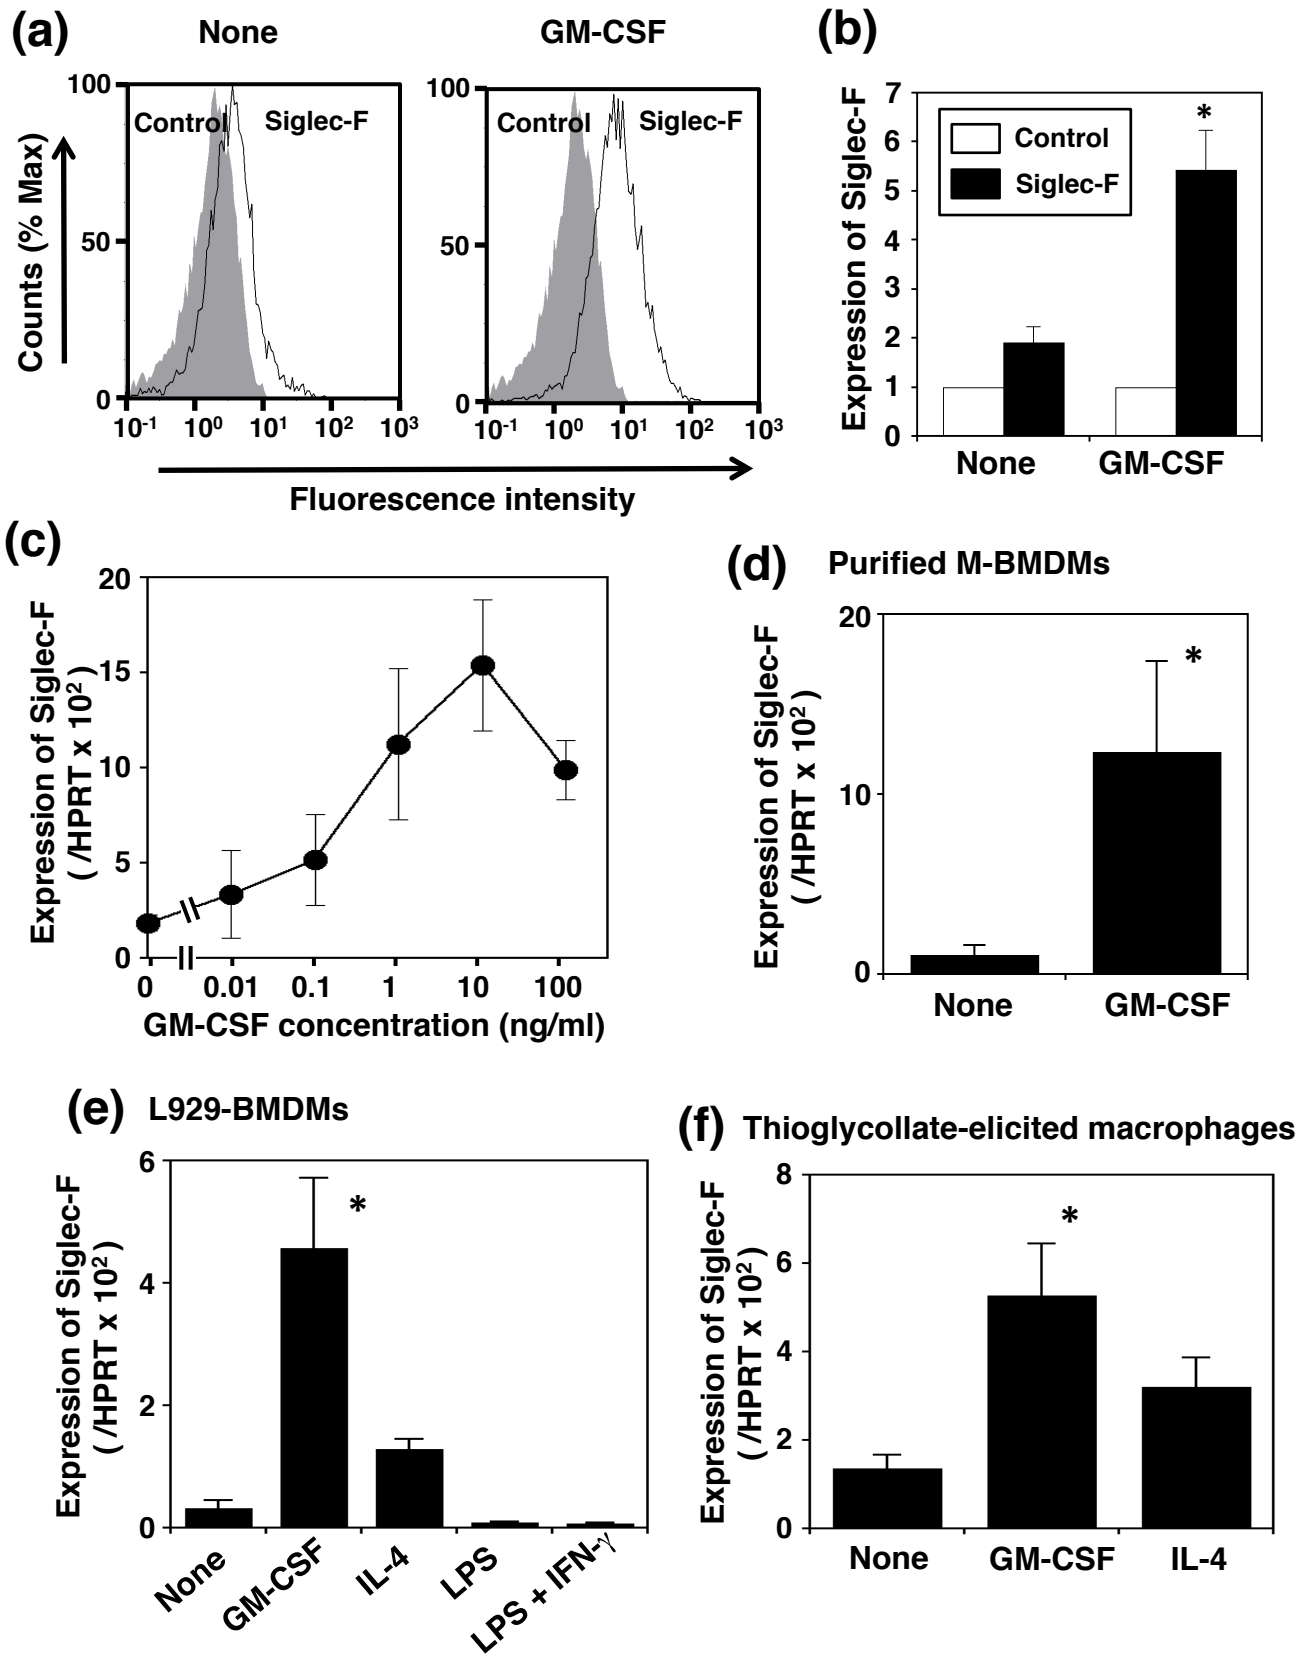 (a)
None
GM-CSF
100
50
0
Counts (% Max)
Control
Siglec-F
10-1 10⁰ 10¹ 10² 10³
100
50
0
Control
Siglec-F
10-1 10⁰ 10¹ 10² 10³
Fluorescence intensity
(b)
Expression of Siglec-F
7
6
5
4
3
2
1
0
Control
Siglec-F
*
None
GM-CSF
(c)
Expression of Siglec-F
( /HPRT x 10²)
20
15
10
5
0
0 0.01 0.1 1 10 100
GM-CSF concentration (ng/ml)
(d)
Purified M-BMDMs
Expression of Siglec-F
( /HPRT x 10²)
20
10
0
*
None
GM-CSF
(e)
L929-BMDMs
Expression of Siglec-F
( /HPRT x 10²)
6
4
2
0
*
None
GM-CSF
IL-4
LPS
LPS + IFN-γ
(f)
Thioglycollate-elicited macrophages
Expression of Siglec-F
( /HPRT x 10²)
8
6
4
2
0
*
None
GM-CSF
IL-4